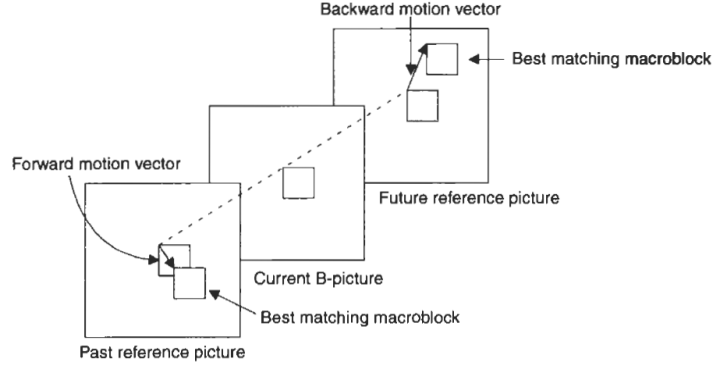 Backward motion vector
Best matching macroblock
Forward motion vector
Future reference picture
Current B-picture
Best matching macroblock
Past reference picture